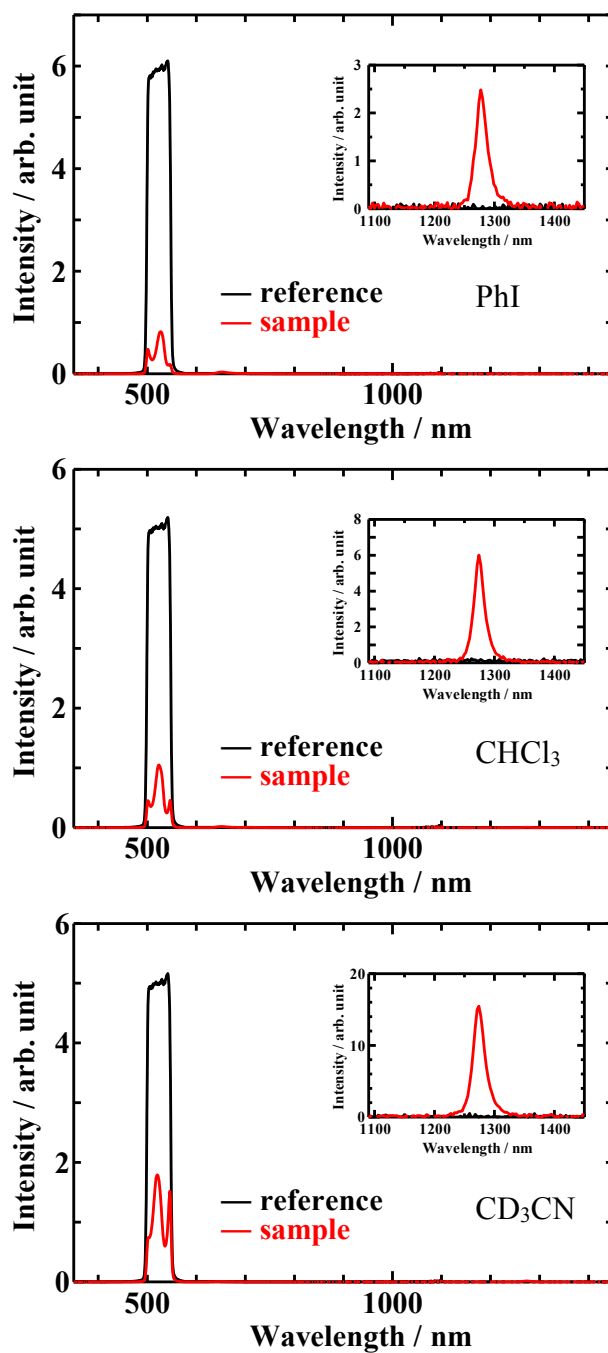 6
4
2
0
Intensity / arb. unit
3
2
1
0
Intensity / arb. unit
1100 1200 1300 1400
Wavelength / nm
reference
sample
PhI
500 1000
Wavelength / nm
6
4
2
0
Intensity / arb. unit
8
6
4
2
0
Intensity / arb. unit
1100 1200 1300 1400
Wavelength / nm
reference
sample
CHCl₃
500 1000
Wavelength / nm
6
4
2
0
Intensity / arb. unit
20
10
0
Intensity / arb. unit
1100 1200 1300 1400
Wavelength / nm
reference
sample
CD₃CN
500 1000
Wavelength / nm